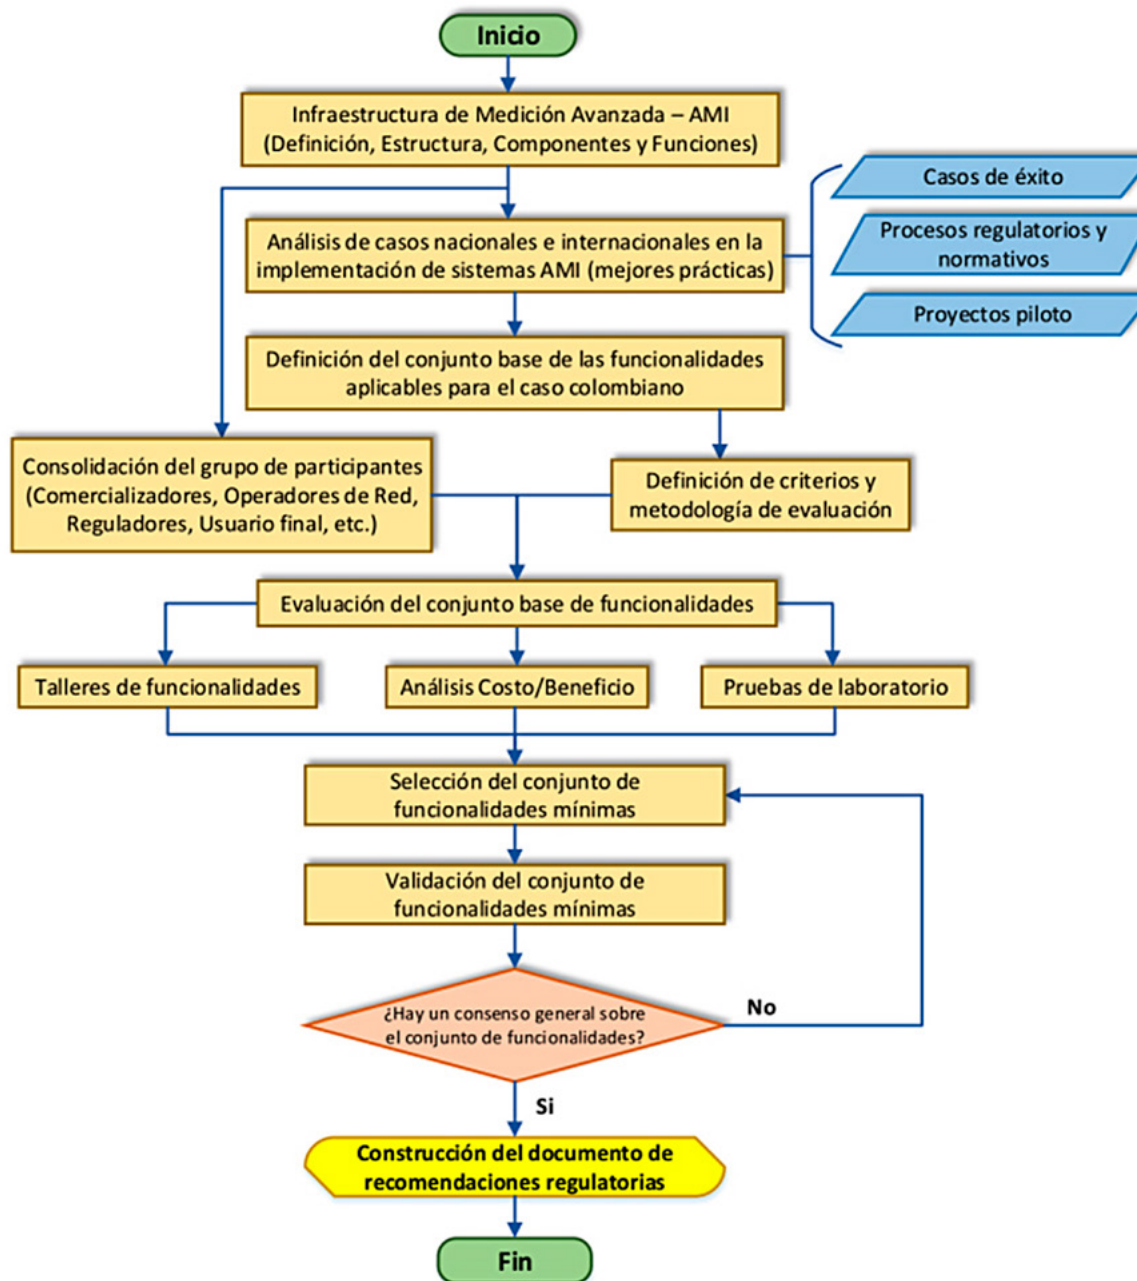 Inicio
Infraestructura de Medición Avanzada – AMI
(Definición, Estructura, Componentes y Funciones)
Casos de éxito
Análisis de casos nacionales e internacionales en la
implementación de sistemas AMI (mejores prácticas)
Procesos regulatorios y
normativos
Proyectos piloto
Definición del conjunto base de las funcionalidades
aplicables para el caso colombiano
Consolidación del grupo de participantes
(Comercializadores, Operadores de Red,
Reguladores, Usuario final, etc.)
Definición de criterios y
metodología de evaluación
Evaluación del conjunto base de funcionalidades
Talleres de funcionalidades
Análisis Costo/Beneficio
Pruebas de laboratorio
Selección del conjunto de
funcionalidades mínimas
Validación del conjunto de
funcionalidades mínimas
¿Hay un consenso general sobre
el conjunto de funcionalidades?
No
Si
Construcción del documento de
recomendaciones regulatorias
Fin